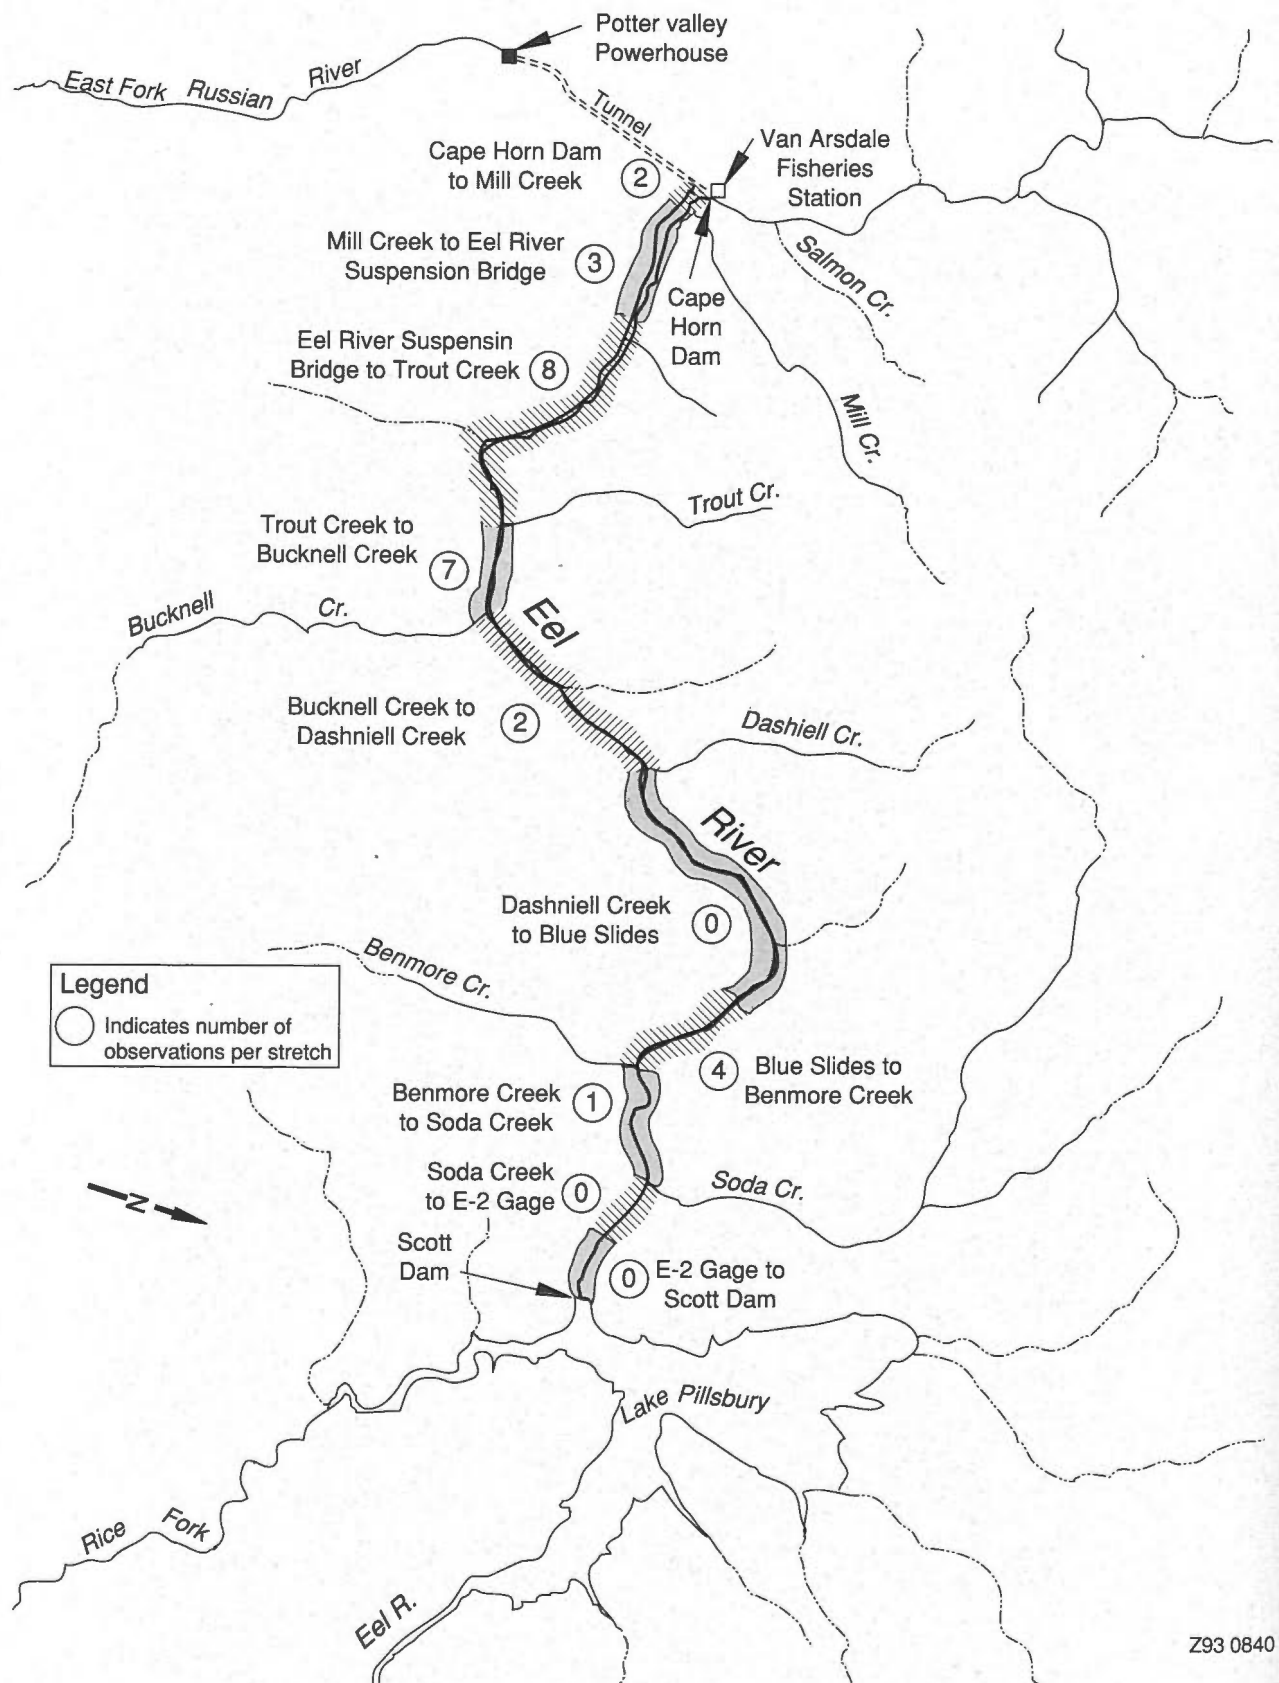 Potter valley
Powerhouse
East Fork Russian River
Tunnel
Van Arsdale
Fisheries
Station
Cape Horn Dam
to Mill Creek
2
Mill Creek to Eel River
Suspension Bridge
3
Salmon Cr.
Cape
Horn
Dam
Eel River Suspensin
Bridge to Trout Creek
8
Mill Cr.
Trout Cr.
Trout Creek to
Bucknell Creek
7
Bucknell Cr.
Eel
Bucknell Creek to
Dashniell Creek
2
Dashiell Cr.
River
Dashniell Creek
to Blue Slides
0
Benmore Cr.
Legend
Indicates number of
observations per stretch
4
Blue Slides to
Benmore Creek
Benmore Creek
to Soda Creek
1
Soda Creek
to E-2 Gage
0
Soda Cr.
N
Scott
Dam
0
E-2 Gage to
Scott Dam
Lake Pillsbury
Rice Fork
Eel R.
Z93 0840